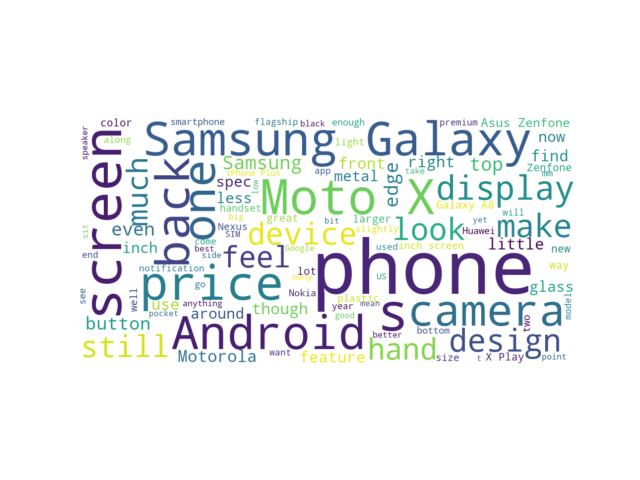 speaker
color
smartphone
flagship
black
enough
premium
Asus Zenfone
along
Samsung Galaxy
light
now
screen
much
back
one
Samsung
iPhone Plus
app
front
metal
edge
right
top
find
Zenfone
spec
low
Moto X
take
display
mm
less
handset
Galaxy A8
will
big
great
bit
larger
slightly
yet
even
Nexus
SIM
device
look
Huawei
make
sit
inch
come
best
Google
used
inch screen
little
new
end
side
feel
lot
many
phone
US
way
notification
go
price
Nokia
plastic
see
well
use
anything
year
mean
s
camera
glass
model
pocket
around
though
good
button
Android
better
bottom
two
still
Motorola
want
feature
hand
size
design
t
X Play
point